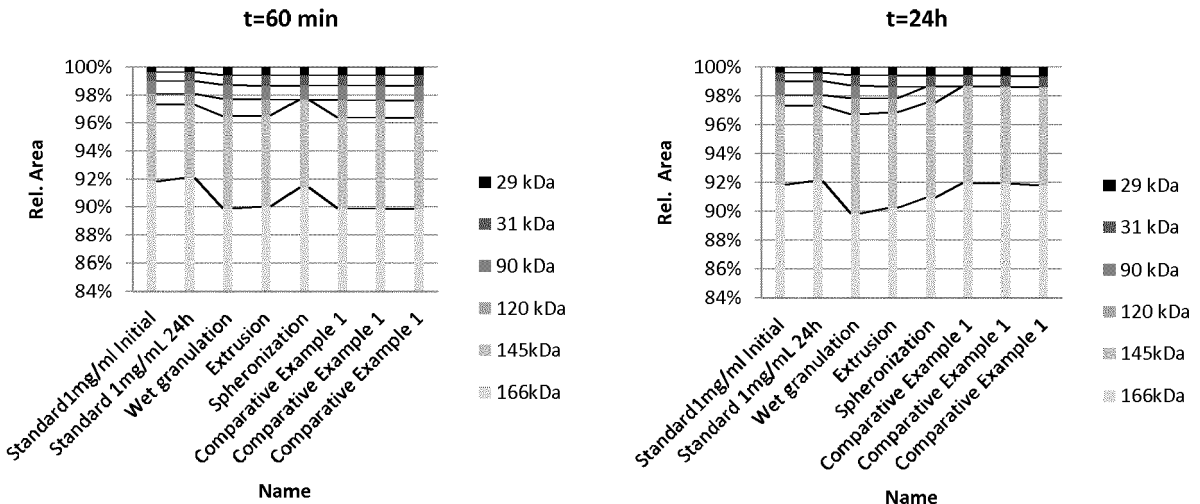 t=60 min
100%
98%
96%
94%
92%
90%
88%
86%
84%
Rel. Area
Standard1mg/ml Initial
Standard 1mg/mL 24h
Wet granulation
Extrusion
Spheronization
Comparative Example 1
Comparative Example 1
Comparative Example 1
Name
29 kDa
31 kDa
90 kDa
120 kDa
145kDa
166kDa
t=24h
100%
98%
96%
94%
92%
90%
88%
86%
84%
Rel. Area
Standard1mg/ml Initial
Standard 1mg/mL 24h
Wet granulation
Extrusion
Spheronization
Comparative Example 1
Comparative Example 1
Comparative Example 1
Name
29 kDa
31 kDa
90 kDa
120 kDa
145kDa
166kDa